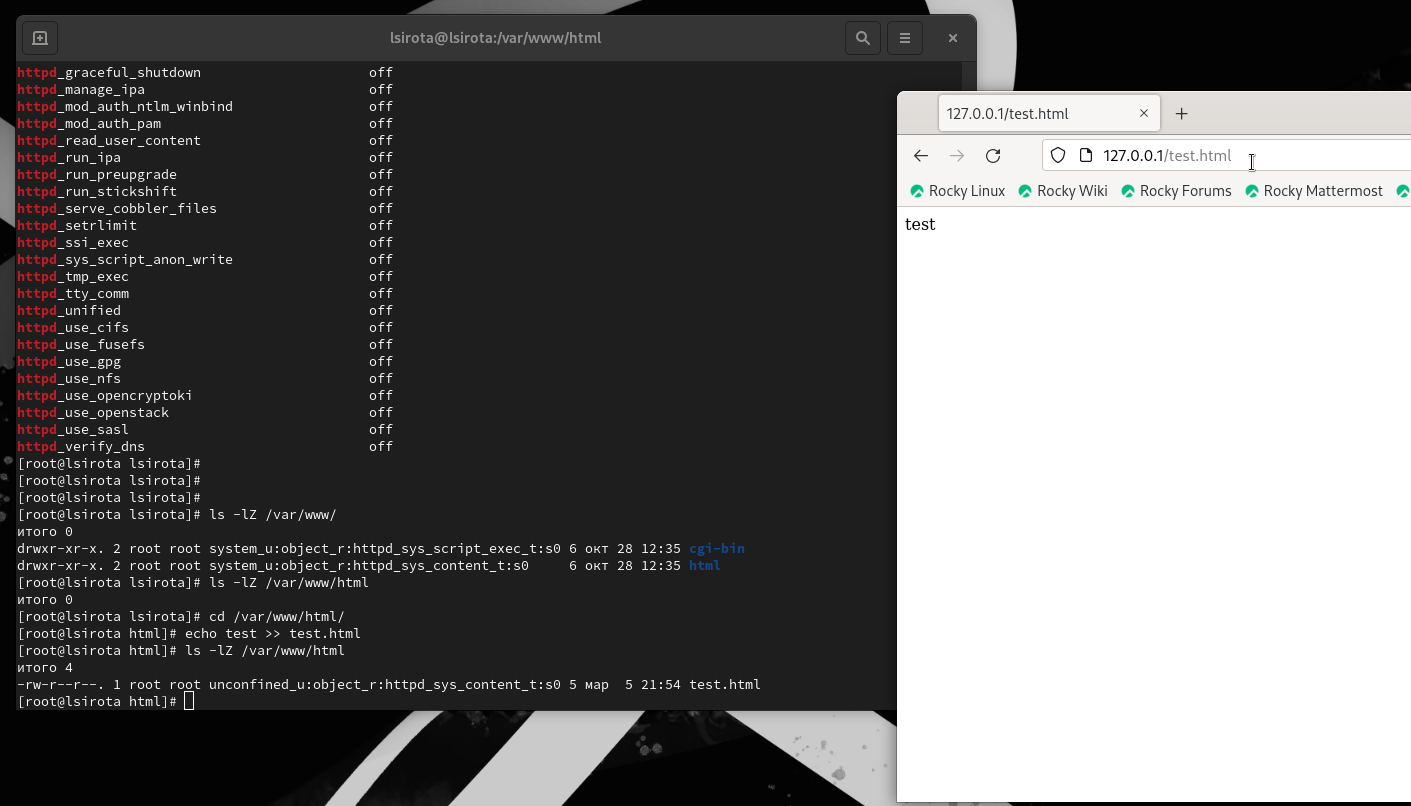 lsirota@lsirota:/var/www/html
httpd_graceful_shutdown off
httpd_manage_ipa off
httpd_mod_auth_ntlm_winbind off
httpd_mod_auth_pam off
httpd_read_user_content off
httpd_run_ipa off
httpd_run_preupgrade off
httpd_run_stickshift off
httpd_serve_cobbler_files off
httpd_setrlimit off
httpd_ssi_exec off
httpd_sys_script_anon_write off
httpd_tmp_exec off
httpd_tty_comm off
httpd_unified off
httpd_use_cifs off
httpd_use_fusefs off
httpd_use_gpg off
httpd_use_nfs off
httpd_use_opencryptoki off
httpd_use_openstack off
httpd_use_sasl off
httpd_verify_dns off
[root@lsirota lsirota]#
[root@lsirota lsirota]#
[root@lsirota lsirota]#
[root@lsirota lsirota]# ls -lZ /var/www/
итого 0
drwxr-xr-x. 2 root root system_u:object_r:httpd_sys_script_exec_t:s0 6 окт 28 12:35 cgi-bin
drwxr-xr-x. 2 root root system_u:object_r:httpd_sys_content_t:s0 6 окт 28 12:35 html
[root@lsirota lsirota]# ls -lZ /var/www/html
итого 0
[root@lsirota lsirota]# cd /var/www/html/
[root@lsirota html]# echo test >> test.html
[root@lsirota html]# ls -lZ /var/www/html
итого 4
-rw-r--r--. 1 root root unconfined_u:object_r:httpd_sys_content_t:s0 5 мар 5 21:54 test.html
[root@lsirota html]#
127.0.0.1/test.html
127.0.0.1/test.html
Rocky Linux Rocky Wiki Rocky Forums Rocky Mattermost
test